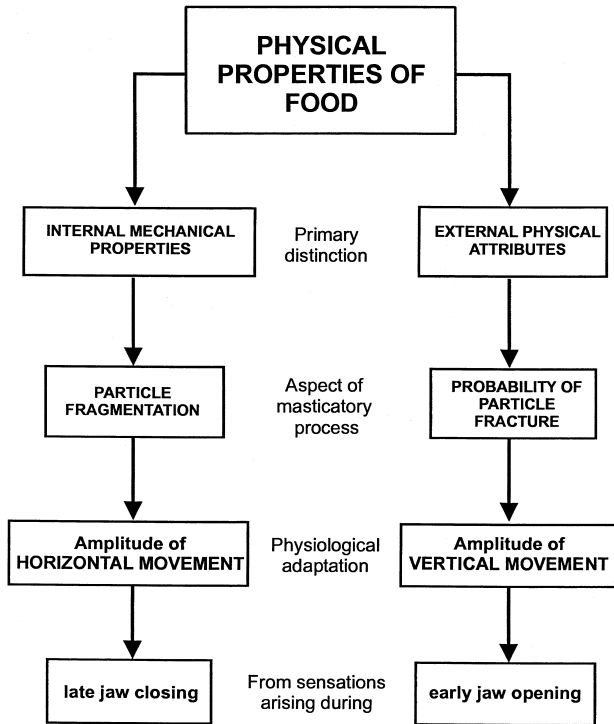 PHYSICAL
PROPERTIES OF
FOOD
INTERNAL MECHANICAL
PROPERTIES
Primary
distinction
EXTERNAL PHYSICAL
ATTRIBUTES
PARTICLE
FRAGMENTATION
Aspect of
masticatory
process
PROBABILITY OF
PARTICLE
FRACTURE
Amplitude of
HORIZONTAL MOVEMENT
Physiological
adaptation
Amplitude of
VERTICAL MOVEMENT
late jaw closing
From sensations
arising during
early jaw opening